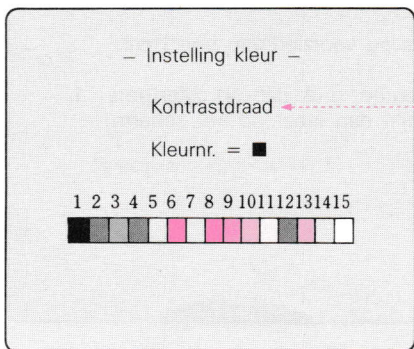 – Instelling kleur –
Kontrastdraad
Kleurnr. = ■
1 2 3 4 5 6 7 8 9 10 11 12 13 14 15